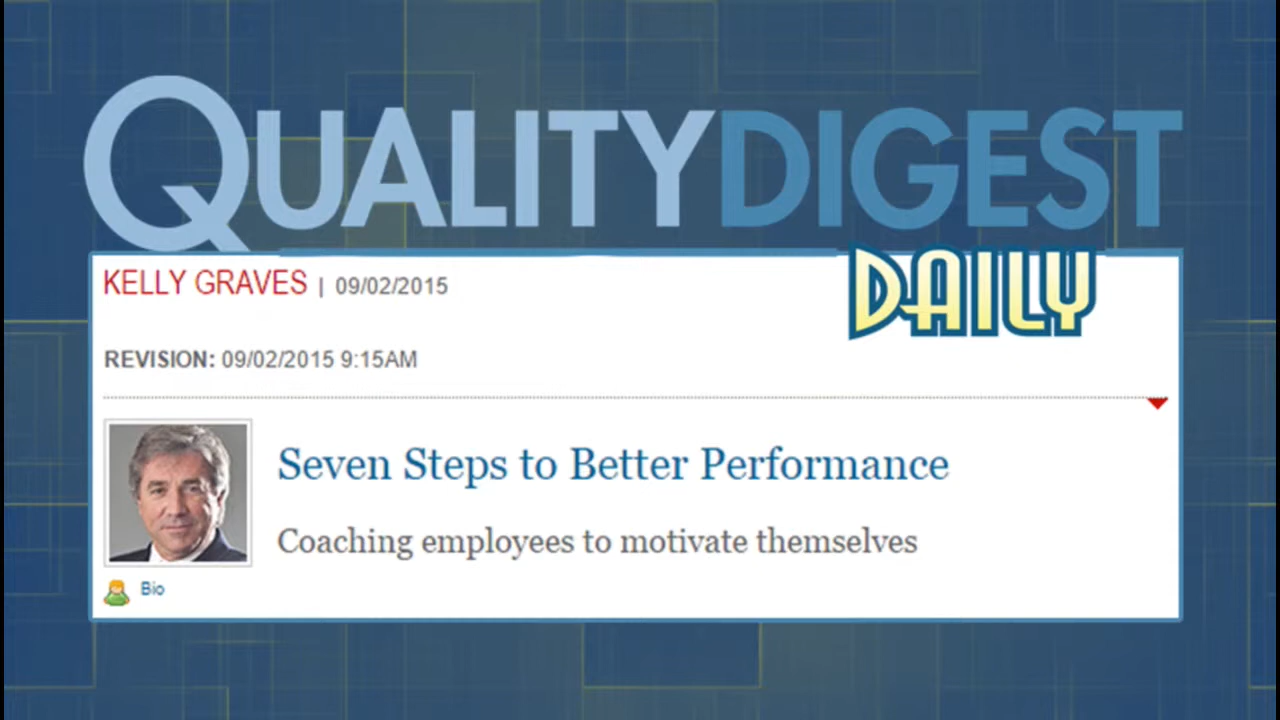 QUALITYDIGEST
DAILY
KELLY GRAVES | 09/02/2015
REVISION: 09/02/2015 9:15AM
Seven Steps to Better Performance
Coaching employees to motivate themselves
Bio